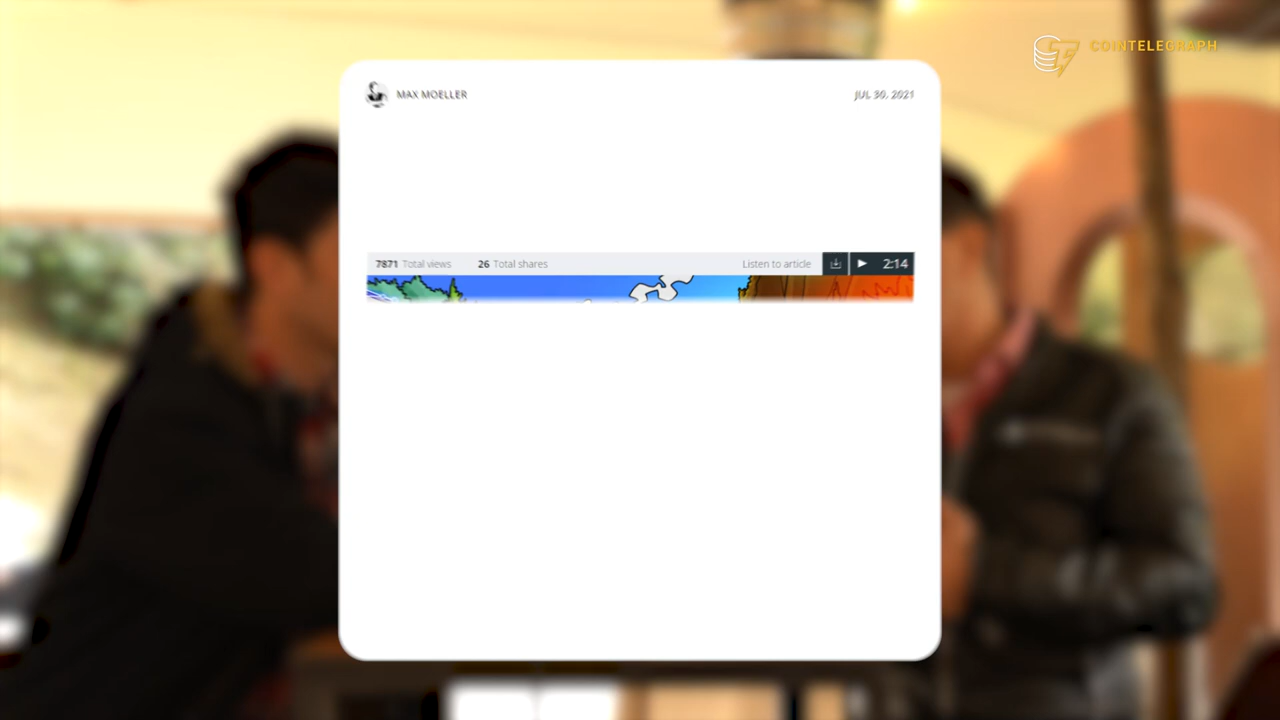 COINTELEGRAPH
MAX MOELLER
JUL 30, 2021
7871 Total views
26 Total shares
Listen to article
2:14